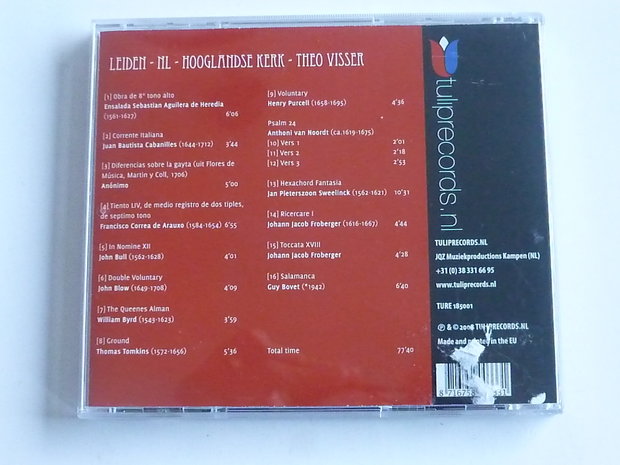 LEIDEN - NL - HOOGLANDSE KERK - THEO VISSER
[1] Obra de 8° tono alto
Ensalada Sebastian Aguilera de Heredia
(1561-1627) 6'06
[2] Corrente Italiana
Juan Bautista Cabanilles (1644-1712) 3'44
[3] Diferencias sobre la gayta (uit Flores de
Música, Martin y Coll, 1706)
Anónimo 5'00
[4] Tiento LIV, de medio registro de dos tiples,
de septimo tono
Francisco Correa de Arauxo (1584-1654) 6'55
[5] In Nomine XII
John Bull (1562-1628) 4'01
[6] Double Voluntary
John Blow (1649-1708) 4'09
[7] The Queenes Alman
William Byrd (1543-1623) 3'59
[8] Ground
Thomas Tomkins (1572-1656) 5'36
[9] Voluntary
Henry Purcell (1658-1695) 4'36
Psalm 24
Anthoni van Noordt (ca.1619-1675)
[10] Vers 1 2'01
[11] Vers 2 2'18
[12] Vers 3 2'53
[13] Hexachord Fantasia
Jan Pieterszoon Sweelinck (1562-1621) 10'31
[14] Ricercare I
Johann Jacob Froberger (1616-1667) 4'44
[15] Toccata XVIII
Johann Jacob Froberger 4'28
[16] Salamanca
Guy Bovet (*1942) 6'40
Total time 77'40
tuliprecords.nl
TULIPRECORDS.NL
JQZ Muziekproductions Kampen (NL)
+31 (0) 38 331 66 95
www.tuliprecords.nl
TURE 185001
℗ & © 2008 TULIPRECORDS.NL
Made and printed in the EU